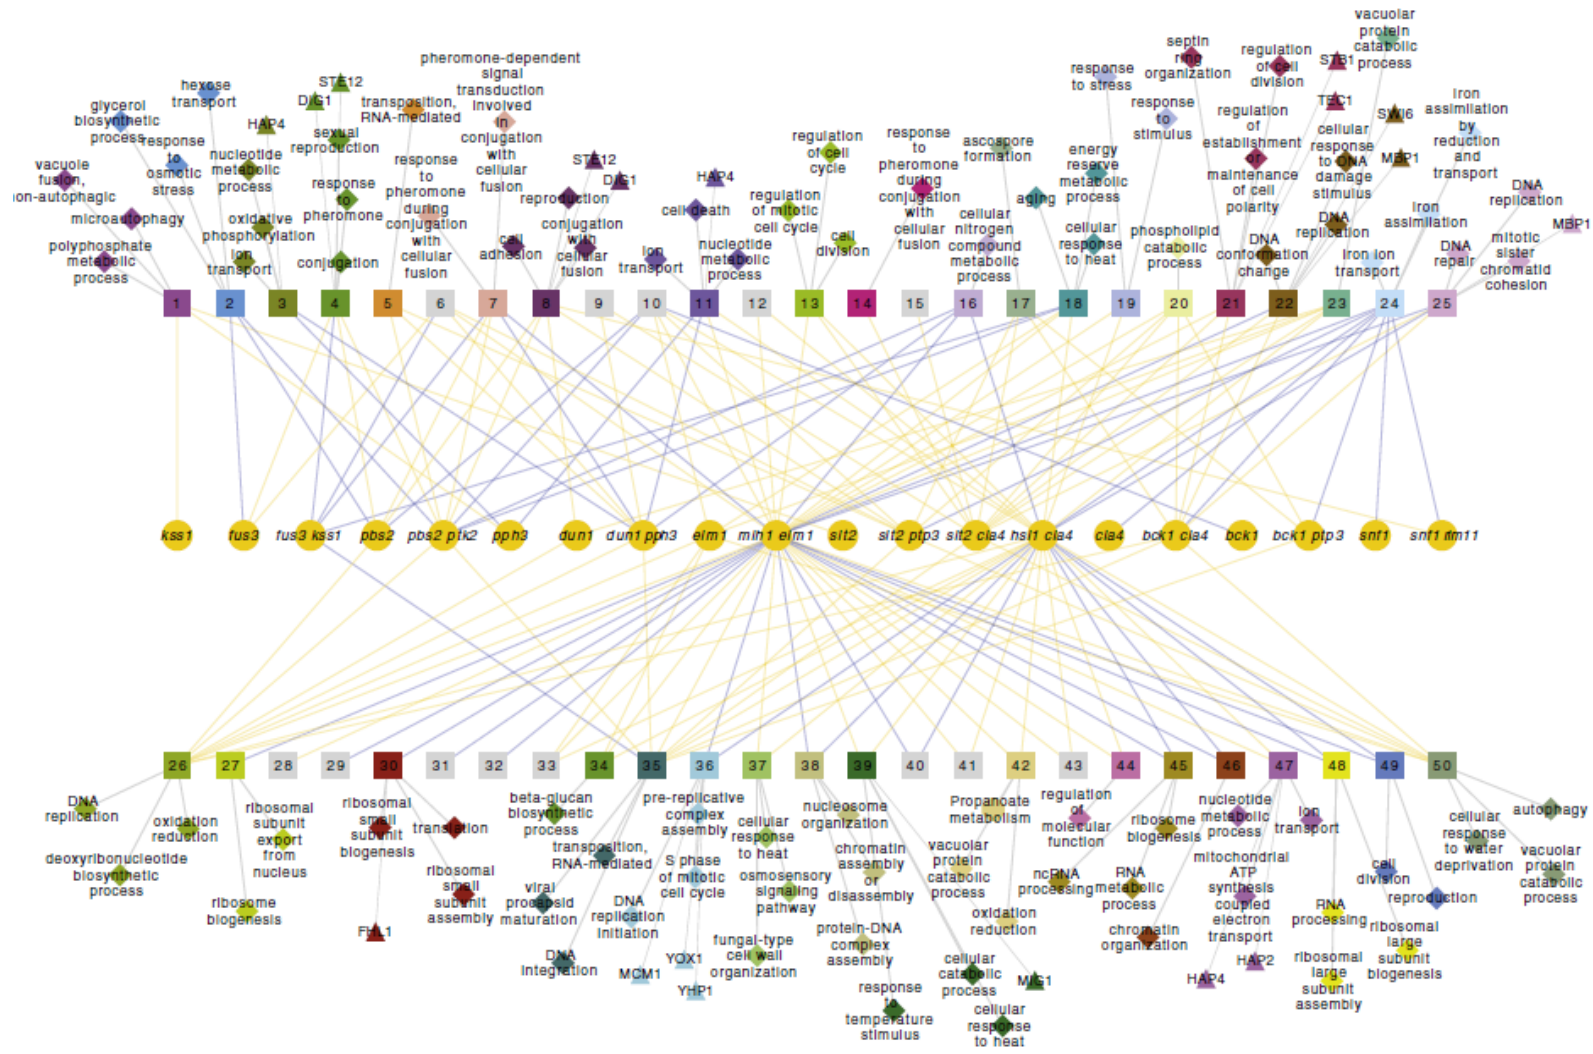 glycerol
biosynthetic
process
hexose
transport
response
to
osmotic
stress
HAP4
nucleotide
metabolic
process
oxidative
phosphorylation
ion
transport
vacuole
fusion,
non-autophagic
microautophagy
polyphosphate
metabolic
process
STE12
DIG1
sexual
reproduction
response
to
pheromone
conjugation
transposition,
RNA-mediated
response
to
pheromone
during
conjugation
with
cellular
fusion
pheromone-dependent
signal
transduction
involved
in
conjugation
with
cellular
fusion
STE12
DIG1
reproduction
conjugation
with
cellular
fusion
cell
adhesion
HAP4
cell death
ion
transport
nucleotide
metabolic
process
regulation
of cell
cycle
regulation
of mitotic
cell cycle
cell
division
response
to
pheromone
during
conjugation
with
cellular
fusion
cellular
nitrogen
compound
metabolic
process
ascospore
formation
aging
energy
reserve
metabolic
process
cellular
response
to heat
response
to stress
response
to
stimulus
phospholipid
catabolic
process
septin
ring
organization
regulation
of cell
division
regulation
of
establishment
or
maintenance
of cell
polarity
STB1
TEC1
cellular
response
to DNA
damage
stimulus
SWI6
MBP1
DNA
replication
DNA
conformation
change
vacuolar
protein
catabolic
process
iron
assimilation
by
reduction
and
transport
iron
assimilation
iron ion
transport
DNA
replication
MBP1
DNA
repair
mitotic
sister
chromatid
cohesion
1 2 3 4 5 6 7 8 9 10 11 12 13 14 15 16 17 18 19 20 21 22 23 24 25
kss1 fus3 fus3 kss1 pbs2 pbs2 ptk2 pph3 dun1 dun1 pph3 elm1 mih1 elm1 slt2 slt2 ptp3 slt2 cla4 hsl1 cla4 cla4 bck1 cla4 bck1 bck1 ptp3 snf1 snf1 rim11
26 27 28 29 30 31 32 33 34 35 36 37 38 39 40 41 42 43 44 45 46 47 48 49 50
DNA
replication
oxidation
reduction
deoxyribonucleotide
biosynthetic
process
ribosomal
subunit
export
from
nucleus
ribosome
biogenesis
ribosomal
small
subunit
biogenesis
translation
ribosomal
small
subunit
assembly
FHL1
beta-glucan
biosynthetic
process
transposition,
RNA-mediated
viral
procapsid
maturation
DNA
integration
pre-replicative
complex
assembly
S phase
of mitotic
cell cycle
DNA
replication
initiation
MCM1
YOX1
YHP1
cellular
response
to heat
osmosensory
signaling
pathway
fungal-type
cell wall
organization
nucleosome
organization
chromatin
assembly
or
disassembly
protein-DNA
complex
assembly
response
to
temperature
stimulus
cellular
catabolic
process
cellular
response
to heat
MIG1
Propanoate
metabolism
vacuolar
protein
catabolic
process
oxidation
reduction
regulation
of
molecular
function
ribosome
biogenesis
ncRNA
processing
RNA
metabolic
process
chromatin
organization
nucleotide
metabolic
process
ion
transport
mitochondrial
ATP
synthesis
coupled
electron
transport
HAP4
HAP2
RNA
processing
ribosomal
large
subunit
assembly
ribosomal
large
subunit
biogenesis
cell
division
reproduction
autophagy
cellular
response
to water
deprivation
vacuolar
protein
catabolic
process